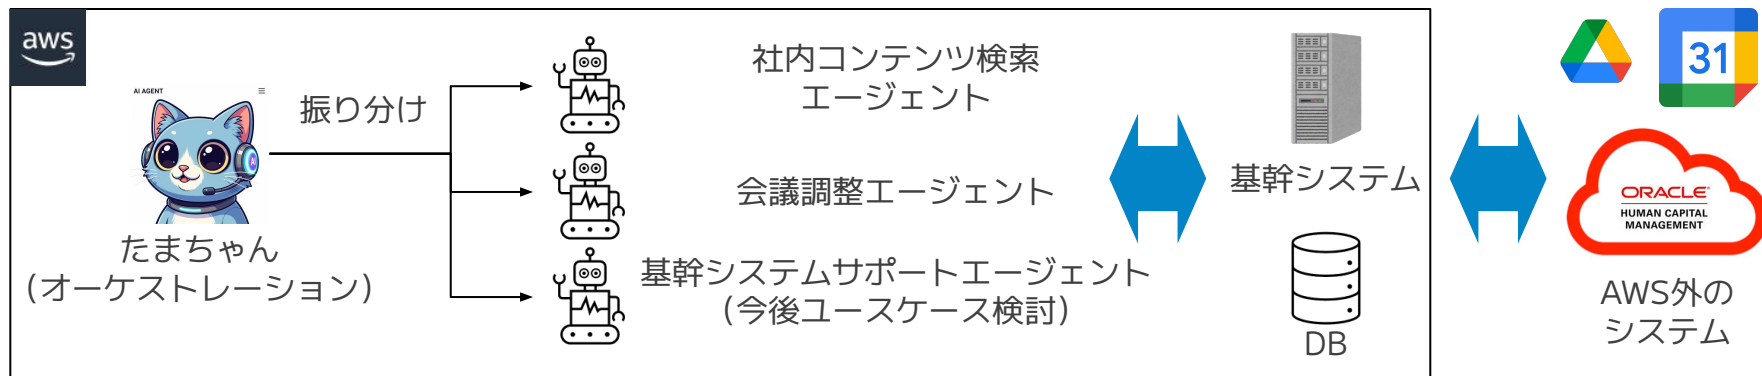 aws
AI AGENT
振り分け
たまちゃん
（オーケストレーション）
社内コンテンツ検索
エージェント
会議調整エージェント
基幹システムサポートエージェント
（今後ユースケース検討）
基幹システム
DB
31
ORACLE
HUMAN CAPITAL
MANAGEMENT
AWS外の
システム